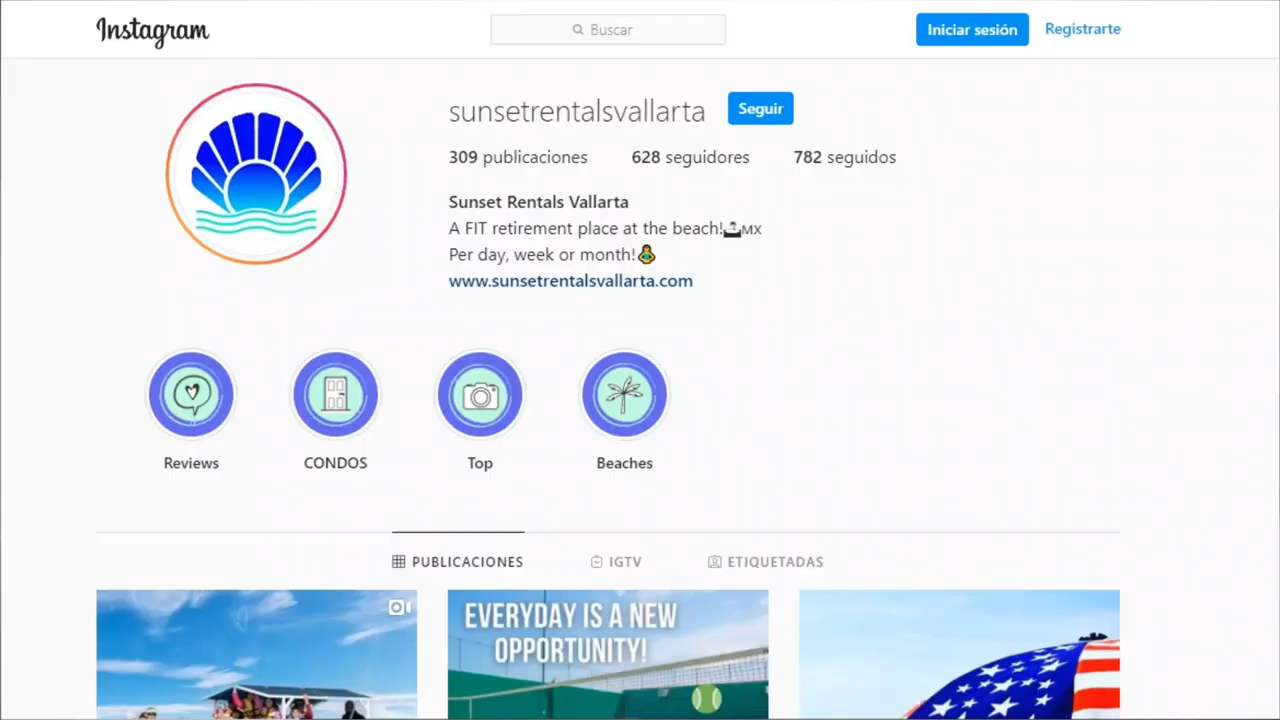 Instagram
Buscar
Iniciar sesión
Registrarte
sunsetrentalsvallarta
Seguir
309 publicaciones
628 seguidores
782 seguidos
Sunset Rentals Vallarta
A FIT retirement place at the beach!🏝MX
Per day, week or month!
www.sunsetrentalsvallarta.com
Reviews
CONDOS
Top
Beaches
PUBLICACIONES
IGTV
ETIQUETADAS
EVERYDAY IS A NEW
OPPORTUNITY!